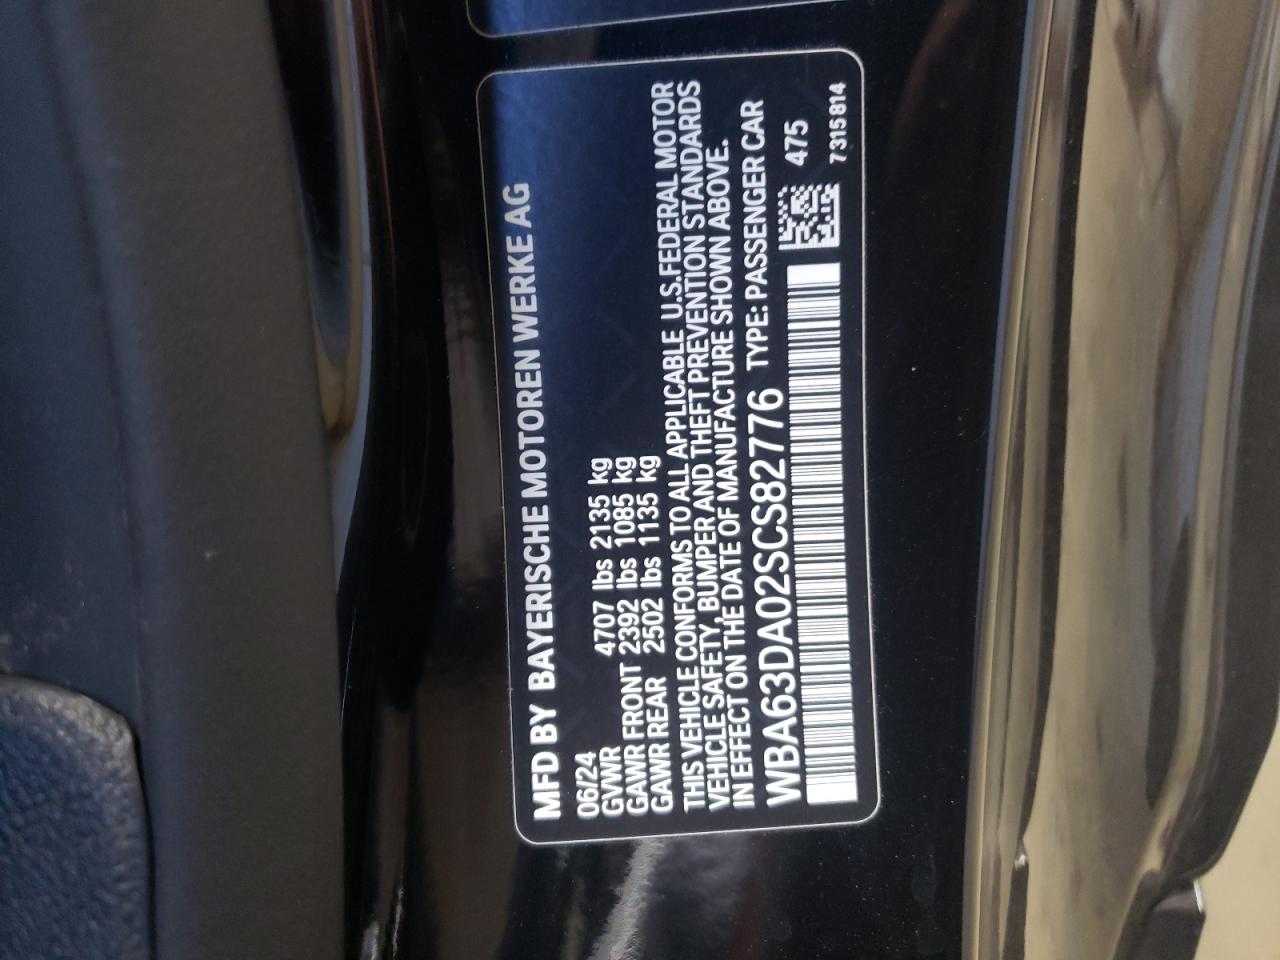 MFD BY BAYERISCHE MOTOREN WERKE AG
06/24
GVWR 4707 lbs 2135 kg
GAWR FRONT 2392 lbs 1085 kg
GAWR REAR 2502 lbs 1135 kg
THIS VEHICLE CONFORMS TO ALL APPLICABLE U.S.FEDERAL MOTOR
VEHICLE SAFETY, BUMPER AND THEFT PREVENTION STANDARDS
IN EFFECT ON THE DATE OF MANUFACTURE SHOWN ABOVE.
WBA63DA02SCS82776 TYPE: PASSENGER CAR
475
7315814